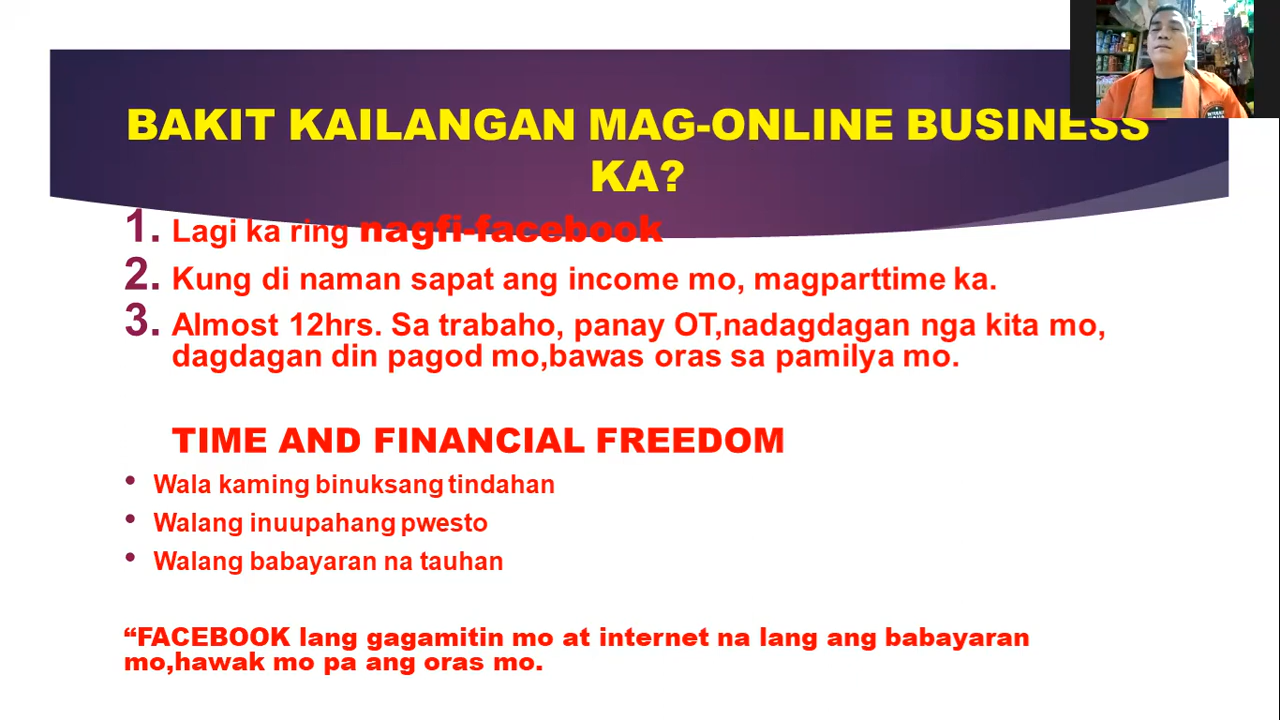 BAKIT KAILANGAN MAG-ONLINE BUSINESS
KA?
1. Lagi ka ring nagfi-facebook
2. Kung di naman sapat ang income mo, magparttime ka.
3. Almost 12hrs. Sa trabaho, panay OT,nadagdagan nga kita mo,
dagdagan din pagod mo,bawas oras sa pamilya mo.
TIME AND FINANCIAL FREEDOM
• Wala kaming binuksang tindahan
• Walang inuupahang pwesto
• Walang babayaran na tauhan
“FACEBOOK lang gagamitin mo at internet na lang ang babayaran
mo,hawak mo pa ang oras mo.